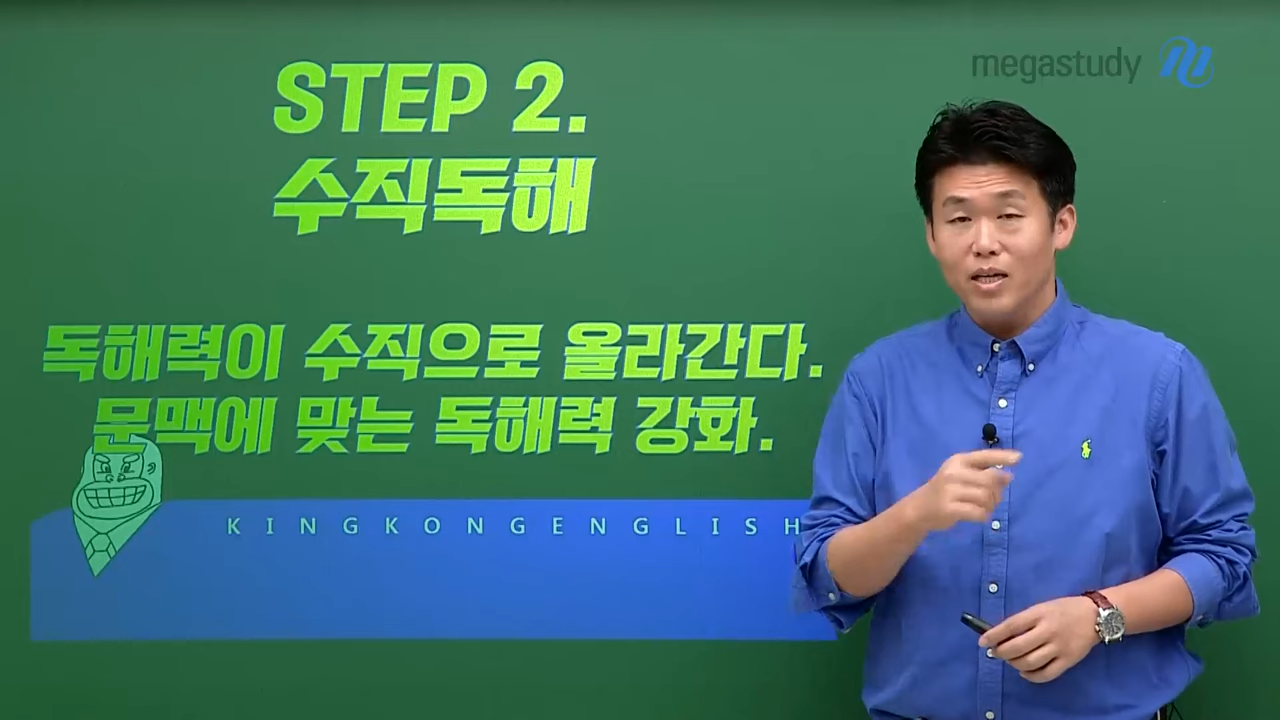 megastudy
STEP 2.
수직독해
독해력이 수직으로 올라간다.
문맥에 맞는 독해력 강화.
KINGKONGENGLISH